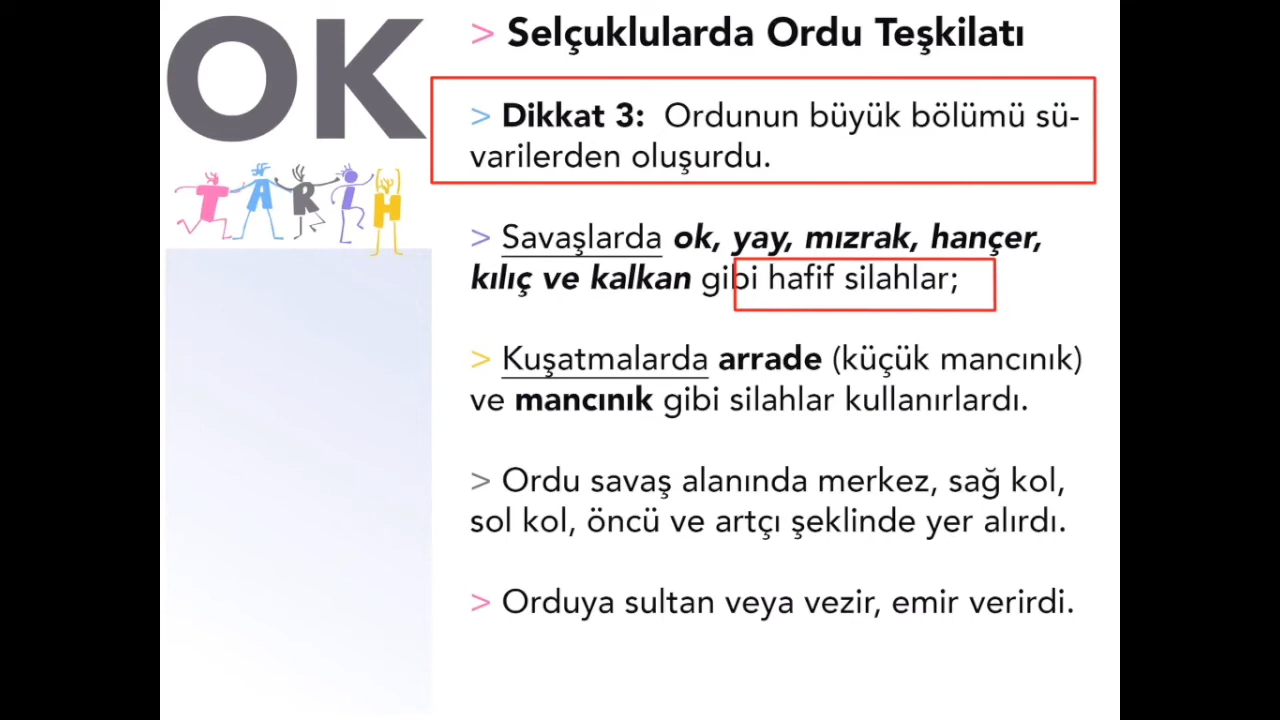 OK
TARİH
> Selçuklularda Ordu Teşkilatı
> Dikkat 3: Ordunun büyük bölümü sü-
varilerden oluşurdu.
> Savaşlarda ok, yay, mızrak, hançer,
kılıç ve kalkan gibi hafif silahlar;
> Kuşatmalarda arrade (küçük mancınık)
ve mancınık gibi silahlar kullanırlardı.
> Ordu savaş alanında merkez, sağ kol,
sol kol, öncü ve artçı şeklinde yer alırdı.
> Orduya sultan veya vezir, emir verirdi.